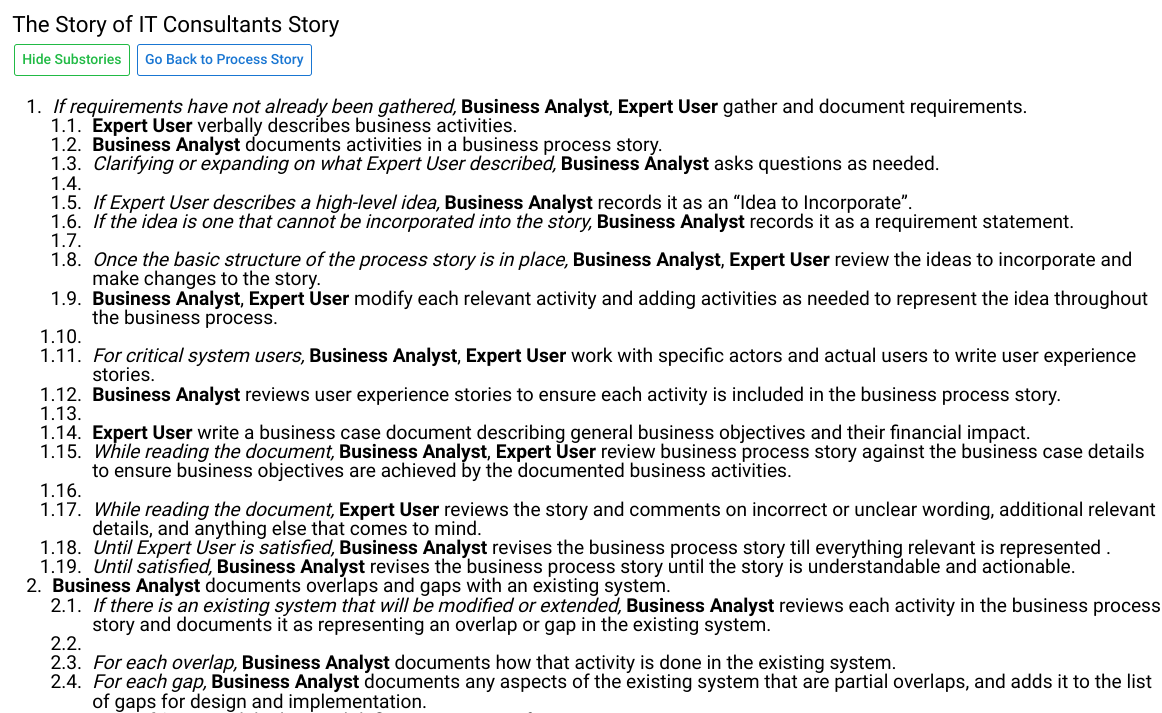 The Story of IT Consultants Story
Hide Substories
Go Back to Process Story
1. If requirements have not already been gathered, Business Analyst, Expert User gather and document requirements.
1.1. Expert User verbally describes business activities.
1.2. Business Analyst documents activities in a business process story.
1.3. Clarifying or expanding on what Expert User described, Business Analyst asks questions as needed.
1.4.
1.5. If Expert User describes a high-level idea, Business Analyst records it as an “Idea to Incorporate”.
1.6. If the idea is one that cannot be incorporated into the story, Business Analyst records it as a requirement statement.
1.7.
1.8. Once the basic structure of the process story is in place, Business Analyst, Expert User review the ideas to incorporate and
make changes to the story.
1.9. Business Analyst, Expert User modify each relevant activity and adding activities as needed to represent the idea throughout
the business process.
1.10.
1.11. For critical system users, Business Analyst, Expert User work with specific actors and actual users to write user experience
stories.
1.12. Business Analyst reviews user experience stories to ensure each activity is included in the business process story.
1.13.
1.14. Expert User write a business case document describing general business objectives and their financial impact.
1.15. While reading the document, Business Analyst, Expert User review business process story against the business case details
to ensure business objectives are achieved by the documented business activities.
1.16.
1.17. While reading the document, Expert User reviews the story and comments on incorrect or unclear wording, additional relevant
details, and anything else that comes to mind.
1.18. Until Expert User is satisfied, Business Analyst revises the business process story till everything relevant is represented .
1.19. Until satisfied, Business Analyst revises the business process story until the story is understandable and actionable.
2. Business Analyst documents overlaps and gaps with an existing system.
2.1. If there is an existing system that will be modified or extended, Business Analyst reviews each activity in the business process
story and documents it as representing an overlap or gap in the existing system.
2.2.
2.3. For each overlap, Business Analyst documents how that activity is done in the existing system.
2.4. For each gap, Business Analyst documents any aspects of the existing system that are partial overlaps, and adds it to the list
of gaps for design and implementation.